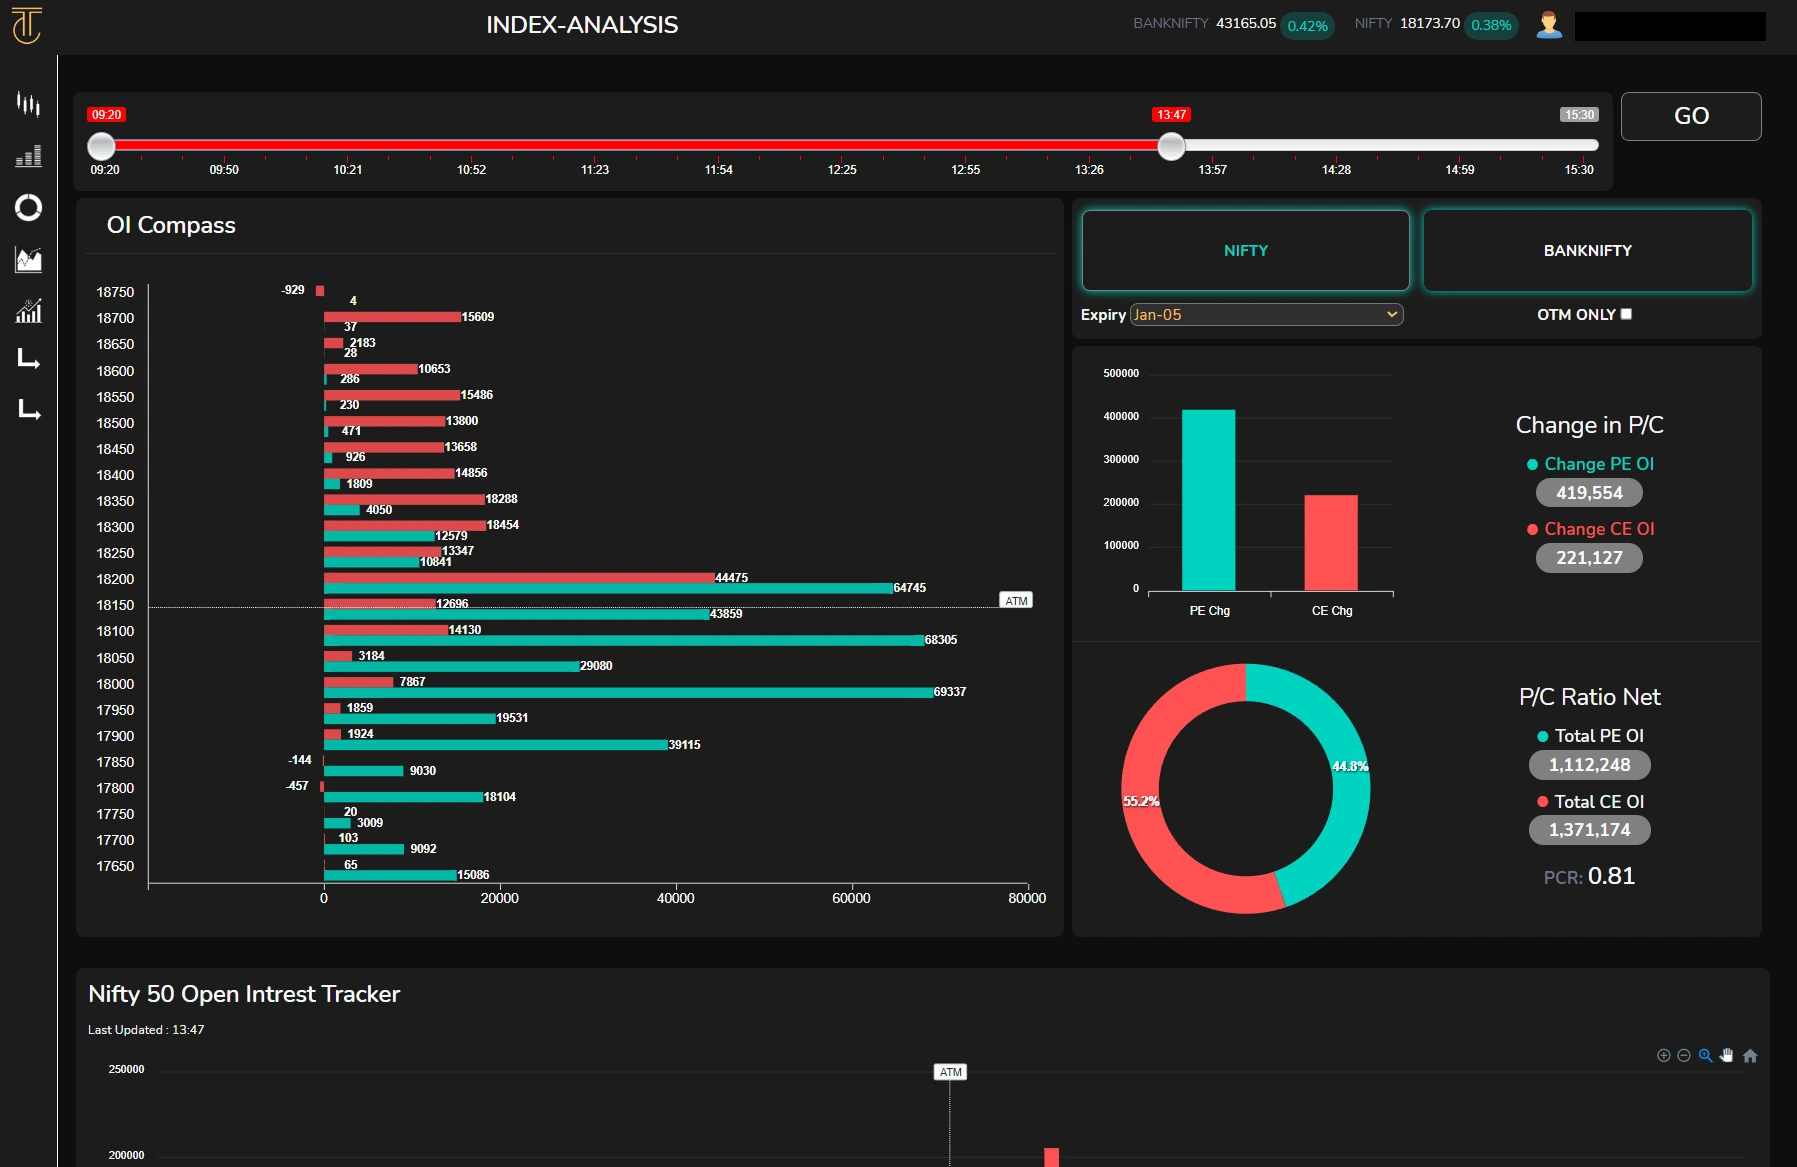 INDEX-ANALYSIS
BANKNIFTY 43165.05 0.42% NIFTY 18173.70 0.38%
09:20 13:47 15:30
GO
09:20 09:50 10:21 10:52 11:23 11:54 12:25 12:55 13:26 13:57 14:28 14:59 15:30
OI Compass
18750 -929 4
18700 15609 37
18650 2183 28
18600 10653 286
18550 15486 230
18500 13800 471
18450 13658 926
18400 14856 1809
18350 18288 4050
18300 18454 12579
18250 13347 10841
18200 44475 64745
18150 12696 43859 ATM
18100 14130 68305
18050 3184 29080
18000 7867 69337
17950 1859 19531
17900 1924 39115
17850 -144 9030
17800 -457 18104
17750 20 3009
17700 103 9092
17650 65 15086
0 20000 40000 60000 80000
NIFTY BANKNIFTY
Expiry Jan-05 OTM ONLY
500000
400000
300000
200000
100000
0
PE Chg CE Chg
Change in P/C
Change PE OI
419,554
Change CE OI
221,127
44.8%
55.2%
P/C Ratio Net
Total PE OI
1,112,248
Total CE OI
1,371,174
PCR: 0.81
Nifty 50 Open Intrest Tracker
Last Updated : 13:47
250000
ATM
200000